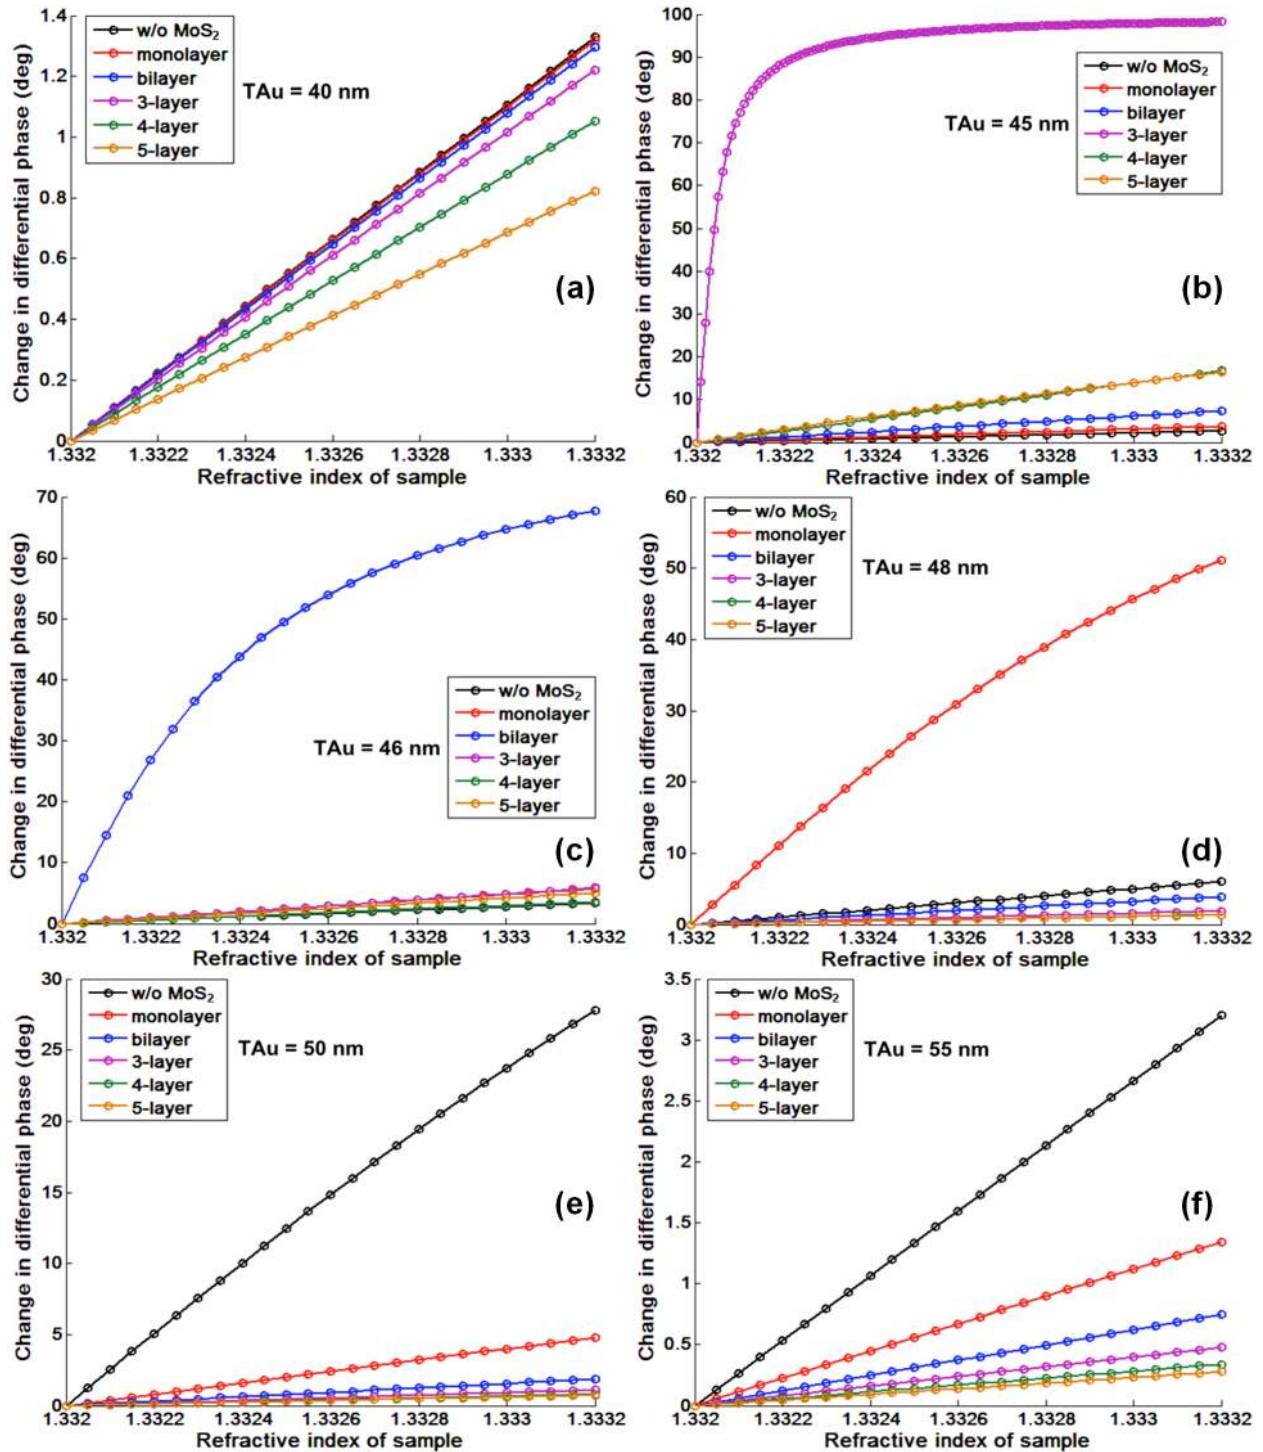 Change in differential phase (deg)
1.4
1.2
1
0.8
0.6
0.4
0.2
0
w/o MoS₂
monolayer
bilayer
3-layer
4-layer
5-layer
TAu = 40 nm
(a)
1.332 1.3322 1.3324 1.3326 1.3328 1.333 1.3332
Refractive index of sample
Change in differential phase (deg)
100
90
80
70
60
50
40
30
20
10
0
w/o MoS₂
monolayer
bilayer
3-layer
4-layer
5-layer
TAu = 45 nm
(b)
1.332 1.3322 1.3324 1.3326 1.3328 1.333 1.3332
Refractive index of sample
Change in differential phase (deg)
70
60
50
40
30
20
10
0
w/o MoS₂
monolayer
bilayer
3-layer
4-layer
5-layer
TAu = 46 nm
(c)
1.332 1.3322 1.3324 1.3326 1.3328 1.333 1.3332
Refractive index of sample
Change in differential phase (deg)
60
50
40
30
20
10
0
w/o MoS₂
monolayer
bilayer
3-layer
4-layer
5-layer
TAu = 48 nm
(d)
1.332 1.3322 1.3324 1.3326 1.3328 1.333 1.3332
Refractive index of sample
Change in differential phase (deg)
30
25
20
15
10
5
0
w/o MoS₂
monolayer
bilayer
3-layer
4-layer
5-layer
TAu = 50 nm
(e)
1.332 1.3322 1.3324 1.3326 1.3328 1.333 1.3332
Refractive index of sample
Change in differential phase (deg)
3.5
3
2.5
2
1.5
1
0.5
0
w/o MoS₂
monolayer
bilayer
3-layer
4-layer
5-layer
TAu = 55 nm
(f)
1.332 1.3322 1.3324 1.3326 1.3328 1.333 1.3332
Refractive index of sample